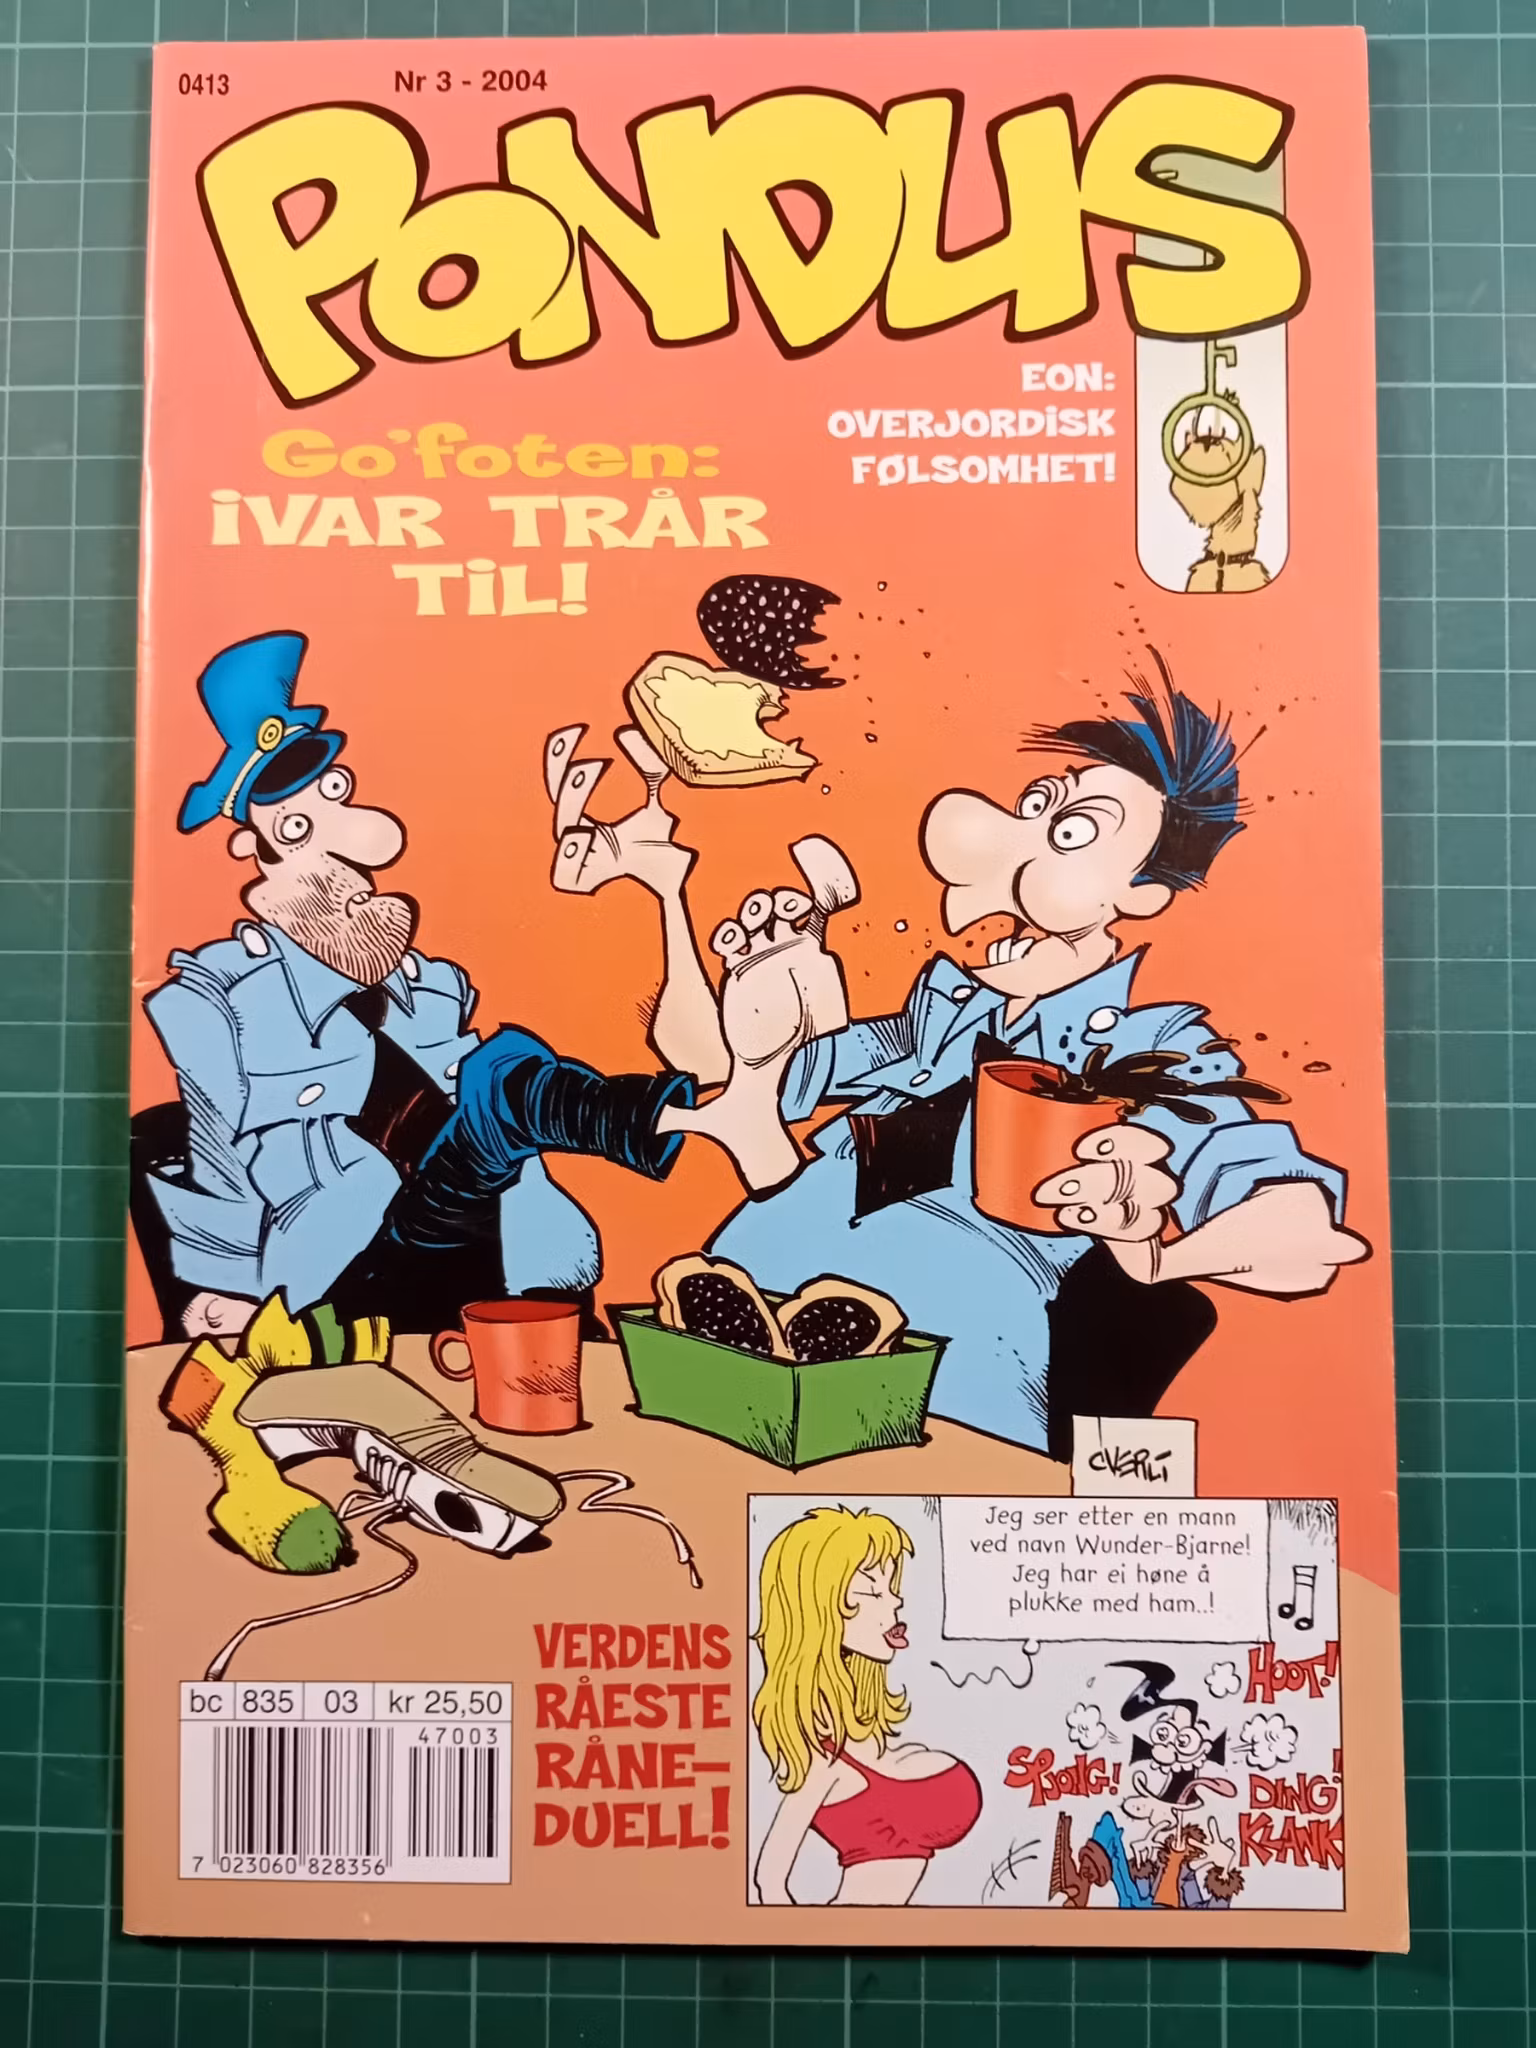 0413
Nr 3 - 2004
PONDUS
EON:
OVERJORDISK
FØLSOMHET!
Go'foten:
iVAR TRÅR
TiL!
OVERLi
Jeg ser etter en mann
ved navn Wunder-Bjarne!
Jeg har ei høne å
plukke med ham..!
HOOT!
SPJOING!
DING!
KLANK
VERDENS
RÅESTE
RÅNE-
DUELL!
bc 835 03 kr 25,50
47003
7 023060 828356